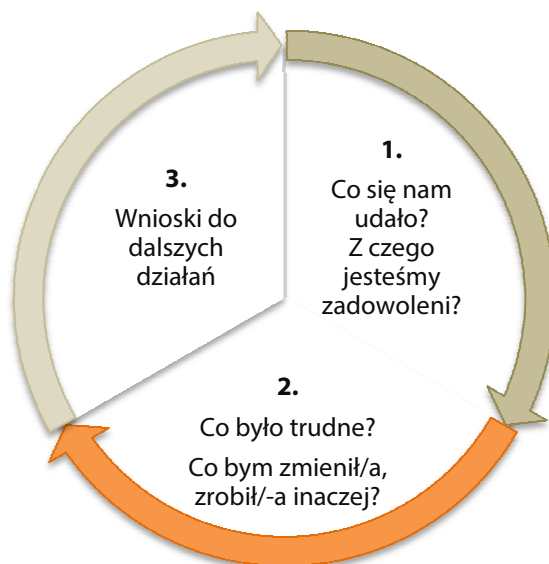 1.
Co się nam
udało?
Z czego
jesteśmy
zadowoleni?
2.
Co było trudne?
Co bym zmienił/a,
zrobił/-a inaczej?
3.
Wnioski do
dalszych
działań